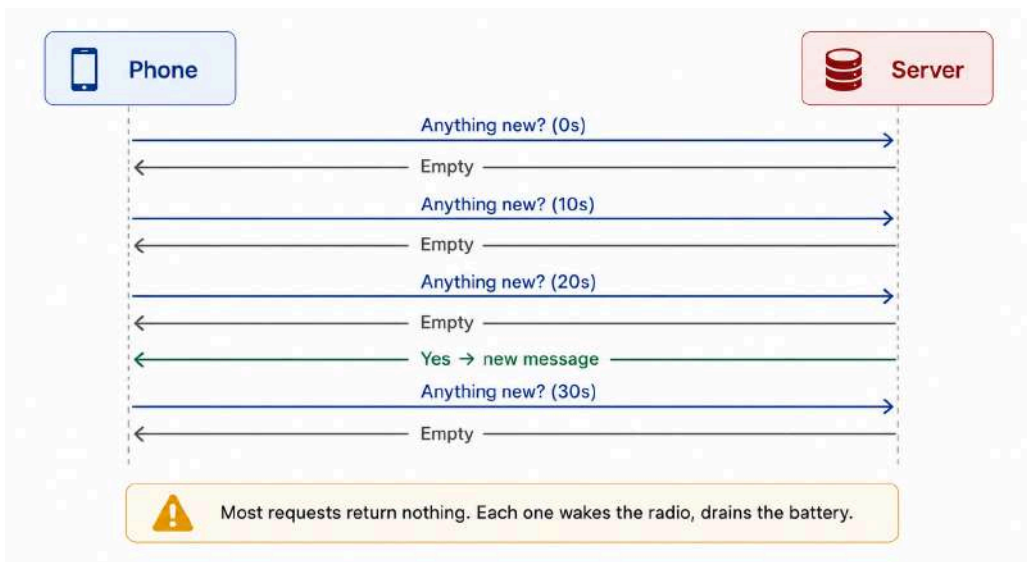 Phone
Server
Anything new? (0s)
Empty
Anything new? (10s)
Empty
Anything new? (20s)
Empty
Yes → new message
Anything new? (30s)
Empty
Most requests return nothing. Each one wakes the radio, drains the battery.